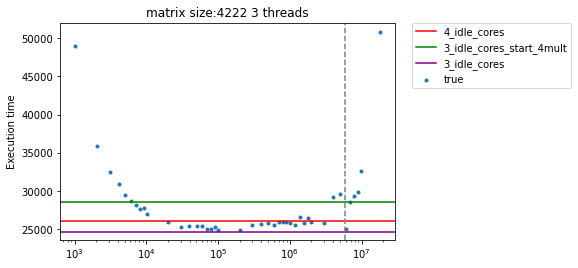 matrix size:4222 3 threads
Execution time
50000
45000
40000
35000
30000
25000
10³
10⁴
10⁵
10⁶
10⁷
4_idle_cores
3_idle_cores_start_4mult
3_idle_cores
true